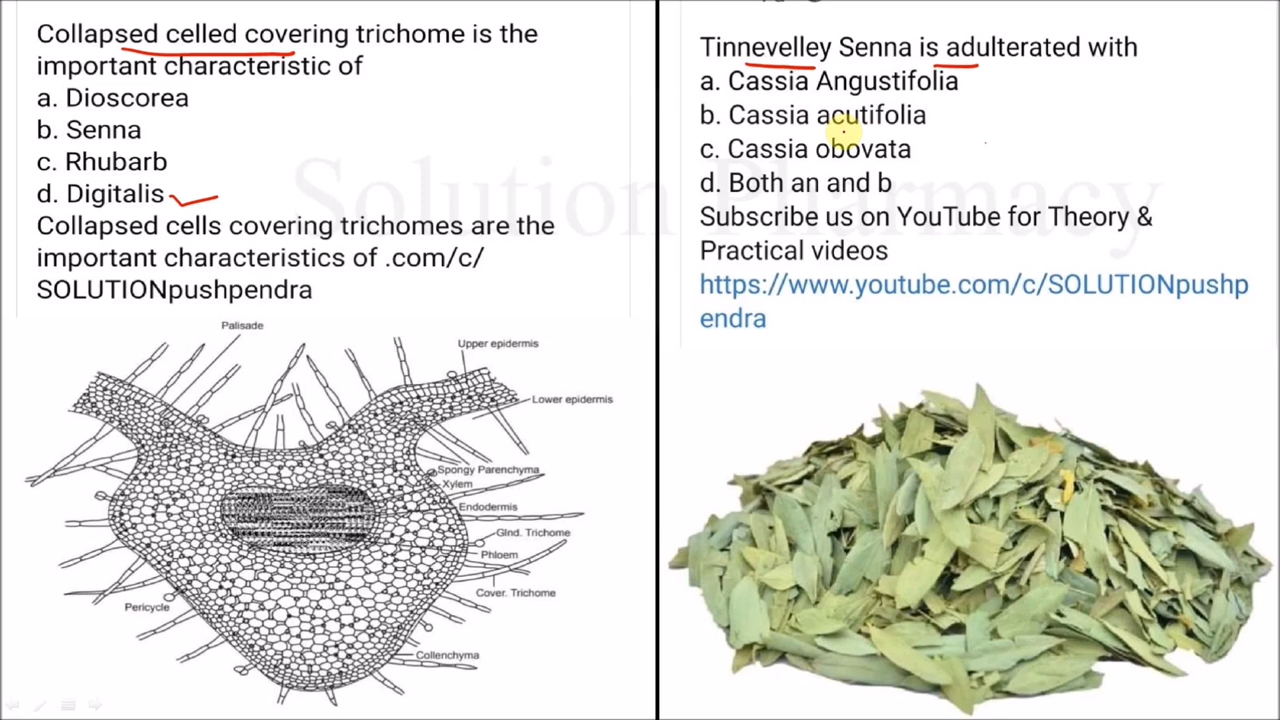 Collapsed celled covering trichome is the
important characteristic of
a. Dioscorea
b. Senna
c. Rhubarb
d. Digitalis
Collapsed cells covering trichomes are the
important characteristics of .com/c/
SOLUTIONpushpendra
Palisade
Upper epidermis
Lower epidermis
Spongy Parenchyma
Xylem
Endodermis
Glnd. Trichome
Phloem
Cover. Trichome
Pericycle
Collenchyma
Tinnevelley Senna is adulterated with
a. Cassia Angustifolia
b. Cassia acutifolia
c. Cassia obovata
d. Both an and b
Subscribe us on YouTube for Theory &
Practical videos
https://www.youtube.com/c/SOLUTIONpushp
endra
Solution Pharmacy